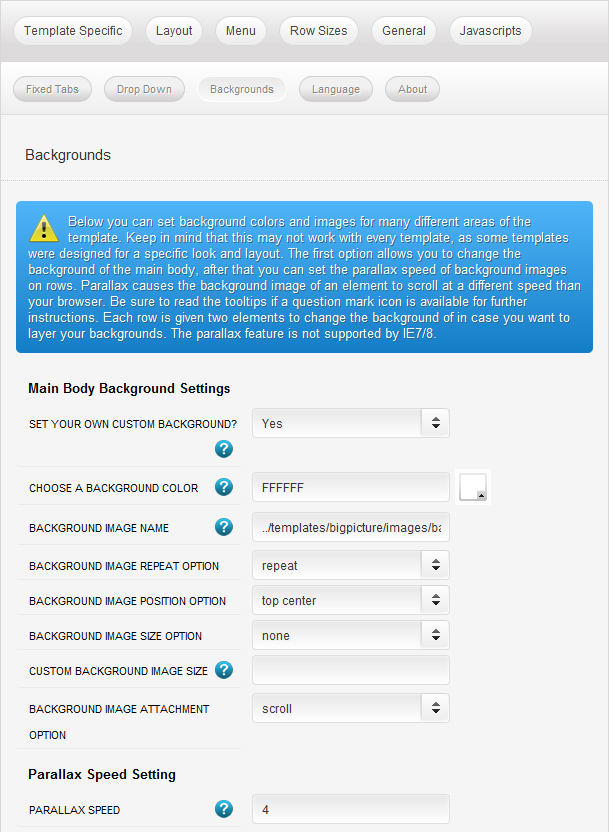 Template Specific Layout Menu Row Sizes General Javascripts
Fixed Tabs Drop Down Backgrounds Language About
Backgrounds
Below you can set background colors and images for many different areas of the
template. Keep in mind that this may not work with every template, as some templates
were designed for a specific look and layout. The first option allows you to change the
background of the main body, after that you can set the parallax speed of background images
on rows. Parallax causes the background image of an element to scroll at a different speed than
your browser. Be sure to read the tooltips if a question mark icon is available for further
instructions. Each row is given two elements to change the background of in case you want to
layer your backgrounds. The parallax feature is not supported by IE7/8.
Main Body Background Settings
SET YOUR OWN CUSTOM BACKGROUND? Yes
?
CHOOSE A BACKGROUND COLOR ? FFFFFF
BACKGROUND IMAGE NAME ? ../templates/bigpicture/images/ba
BACKGROUND IMAGE REPEAT OPTION repeat
BACKGROUND IMAGE POSITION OPTION top center
BACKGROUND IMAGE SIZE OPTION none
CUSTOM BACKGROUND IMAGE SIZE ?
BACKGROUND IMAGE ATTACHMENT scroll
OPTION
Parallax Speed Setting
PARALLAX SPEED ? 4